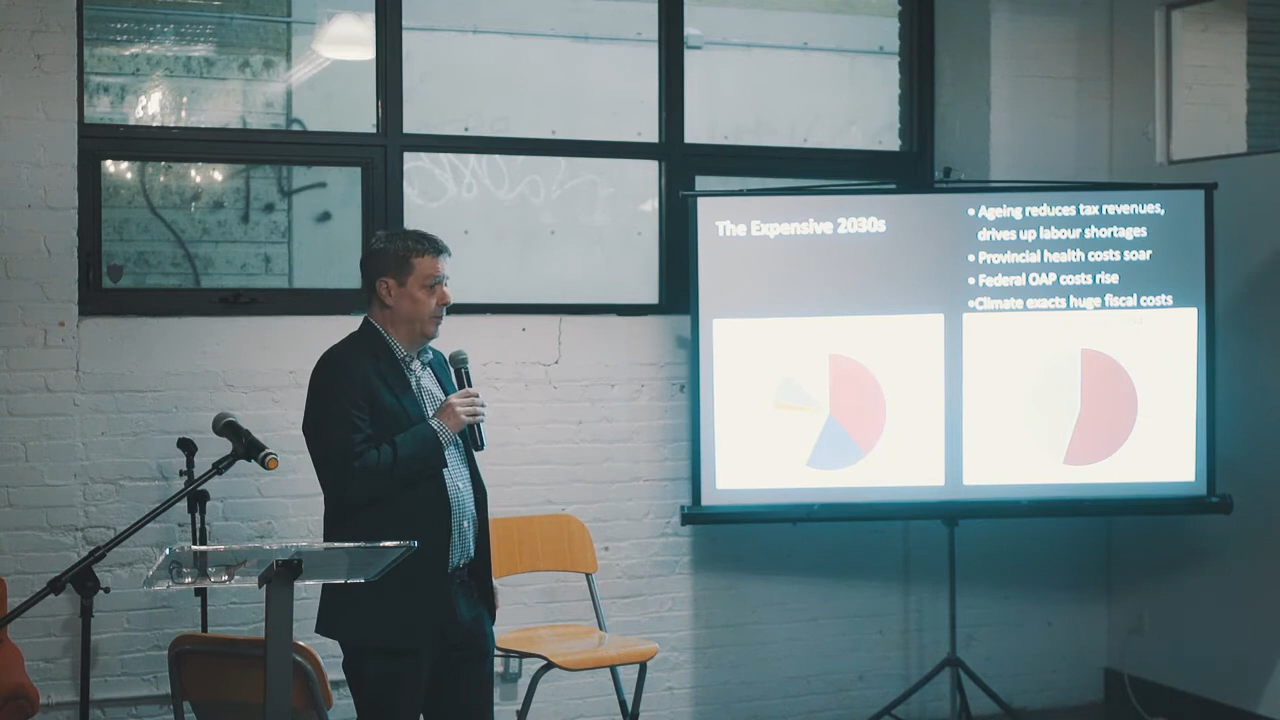 The Expensive 2030s
• Ageing reduces tax revenues,
drives up labour shortages
• Provincial health costs soar
• Federal OAP costs rise
•Climate exacts huge fiscal costs